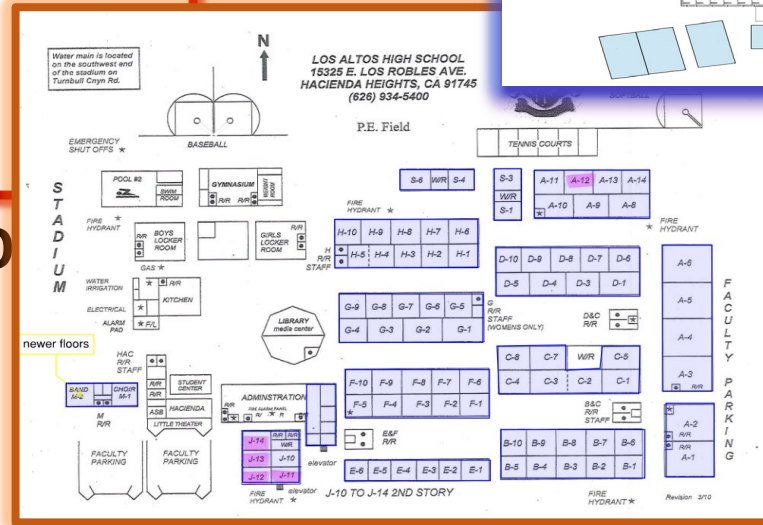 Water main is located
on the southwest end
of the stadium on
Turnbull Cnyn Rd.
N
LOS ALTOS HIGH SCHOOL
15325 E. LOS ROBLES AVE.
HACIENDA HEIGHTS, CA 91745
(626) 934-5400
P.E. Field
EMERGENCY
SHUT OFFS ★
BASEBALL
TENNIS COURTS
STADIUM
POOL #2
SWIM
ROOM
GYMNASIUM
WEIGHT
ROOM
R/R R/R
S-6 W/R S-4
S-3
W/R
S-1
A-11 A-12 A-13 A-14
A-10 A-9 A-8
FIRE
HYDRANT
★
FIRE
HYDRANT ★
★ FIRE
HYDRANT
R/R
BOYS
LOCKER
ROOM
GIRLS
LOCKER
ROOM
R/R
GAS ★
H-10 H-9 H-8 H-7 H-6
H-5 H-4 H-3 H-2 H-1
H
R/R
STAFF
D-10 D-9 D-8 D-7 D-6
D-5 D-4 D-3 D-1
A-6
A-5
A-4
A-3
R/R
FACULTY PARKING
WATER
IRRIGATION
ELECTRICAL
ALARM
PAD
★ F/L
R/R
KITCHEN
LIBRARY
media center
G-9 G-8 G-7 G-6 G-5
G-4 G-3 G-2 G-1
G
R/R
STAFF
(WOMENS ONLY)
D&C
R/R
newer floors
HAC
R/R
STAFF
BAND
M-2
CHOIR
M-1
M
R/R
R/R
R/R
ASB
STUDENT
CENTER
HACIENDA
LITTLE THEATER
ADMINSTRATION
FIRE ALARM PANEL
R/R
F-10 F-9 F-8 F-7 F-6
F-5 F-4 F-3 F-2 F-1
C-8 C-7 W/R C-5
C-4 C-3 C-2 C-1
B&C
R/R
STAFF
FACULTY
PARKING
FACULTY
PARKING
J-14
R/R R/R
W/R
J-13 J-10
J-12 J-11
elevator
elevator
E&F
R/R
E-6 E-5 E-4 E-3 E-2 E-1
B-10 B-9 B-8 B-7 B-6
B-5 B-4 B-3 B-2 B-1
A-2
R/R
R/R
A-1
FIRE
HYDRANT ★
J-10 TO J-14 2ND STORY
FIRE
HYDRANT ★
Revision 3/10